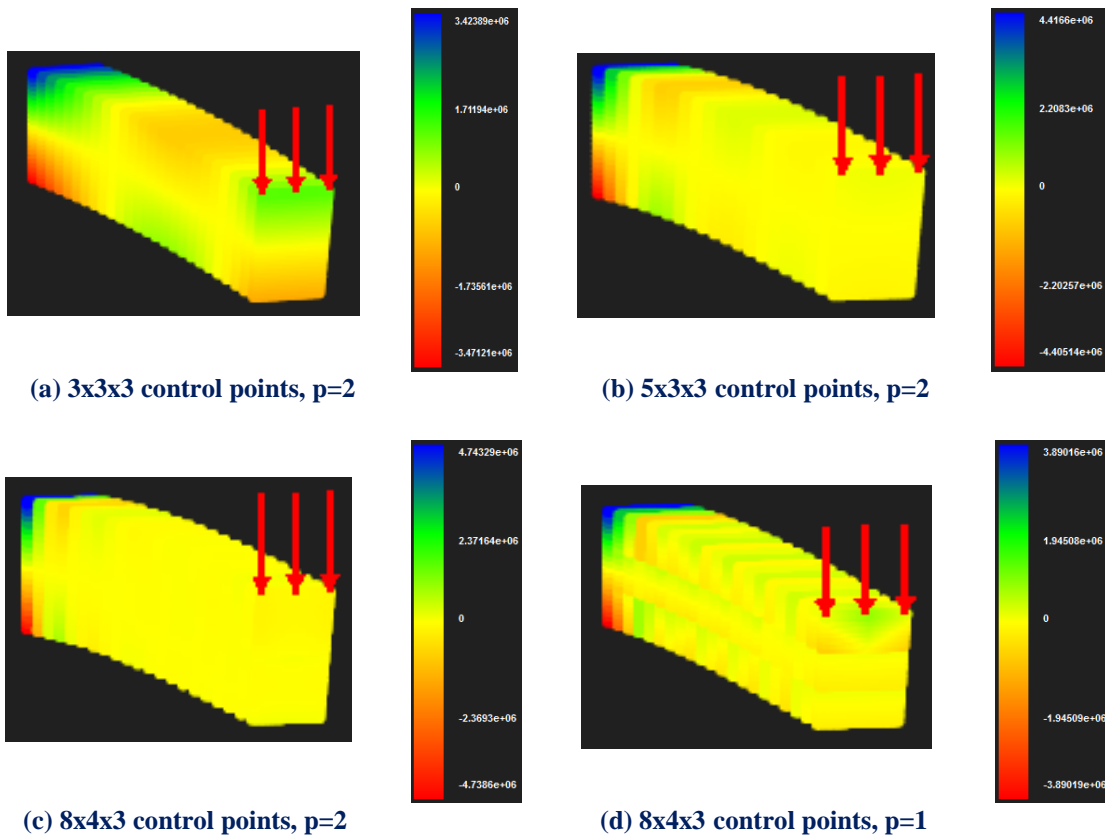 3.42389e+06
1.71194e+06
0
-1.73561e+06
-3.47121e+06
(a) 3x3x3 control points, p=2
4.4166e+06
2.2083e+06
0
-2.20257e+06
-4.40514e+06
(b) 5x3x3 control points, p=2
4.74329e+06
2.37164e+06
0
-2.3693e+06
-4.7386e+06
(c) 8x4x3 control points, p=2
3.89016e+06
1.94508e+06
0
-1.94509e+06
-3.89019e+06
(d) 8x4x3 control points, p=1